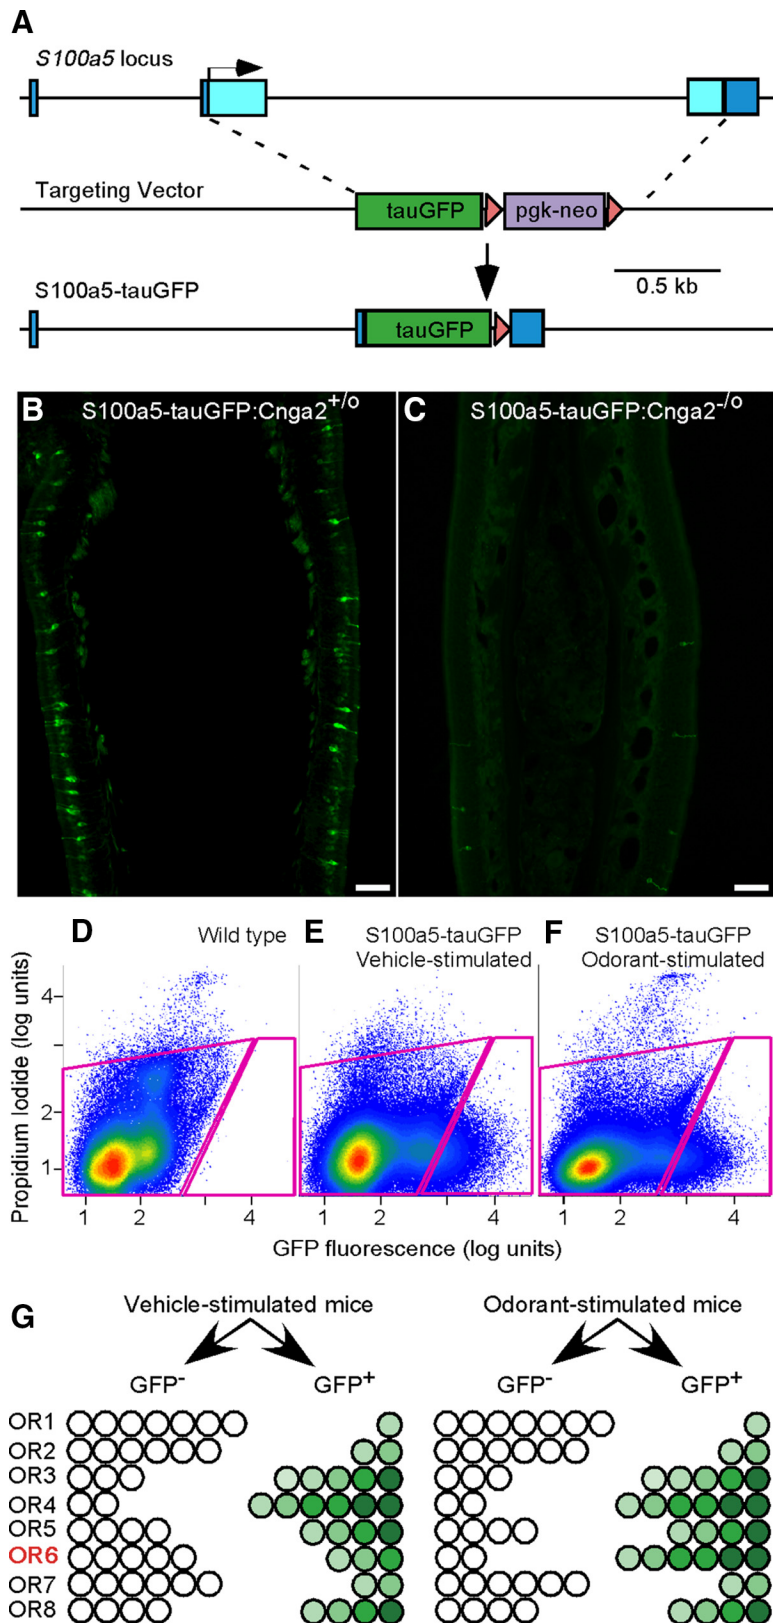 A
S100a5 locus
Targeting Vector
tauGFP
pgk-neo
S100a5-tauGFP
0.5 kb
tauGFP
B S100a5-tauGFP:Cnga2+/o
C S100a5-tauGFP:Cnga2-/o
D Wild type
E S100a5-tauGFP
Vehicle-stimulated
F S100a5-tauGFP
Odorant-stimulated
Propidium Iodide (log units)
4
2
1
1 2 4
1 2 4
1 2 4
GFP fluorescence (log units)
G
Vehicle-stimulated mice
Odorant-stimulated mice
GFP- GFP+ GFP- GFP+
OR1
OR2
OR3
OR4
OR5
OR6
OR7
OR8